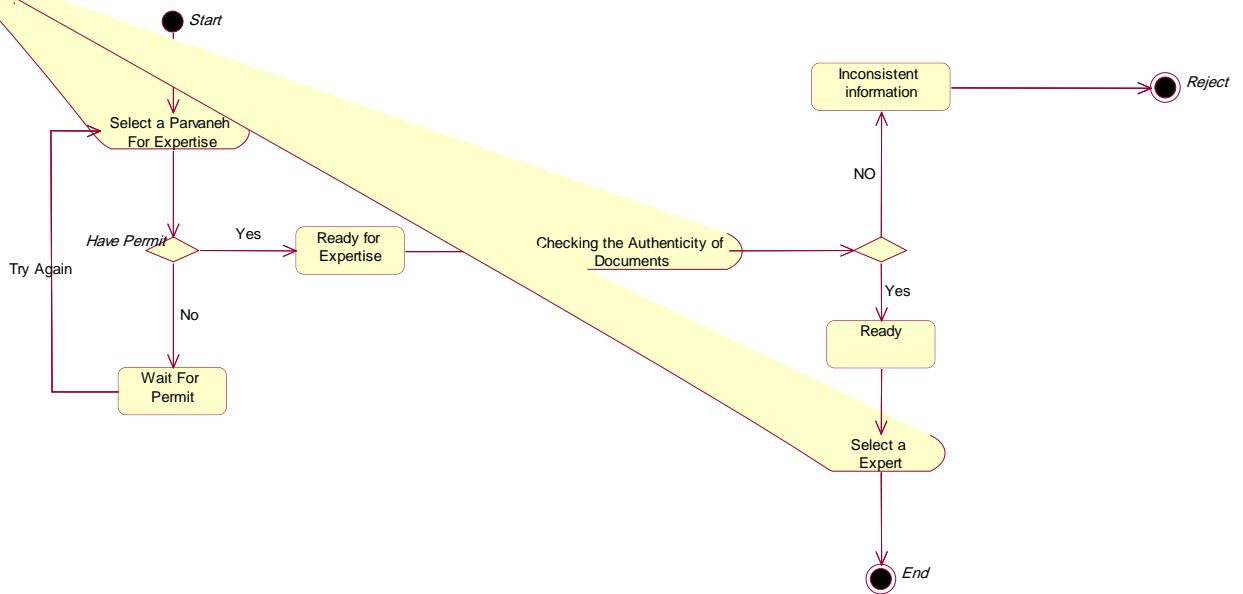 Start
Select a Parvaneh
For Expertise
Have Permit
Yes
Ready for
Expertise
Try Again
No
Wait For
Permit
Checking the Authenticity of
Documents
NO
Inconsistent
information
Reject
Yes
Ready
Select a
Expert
End